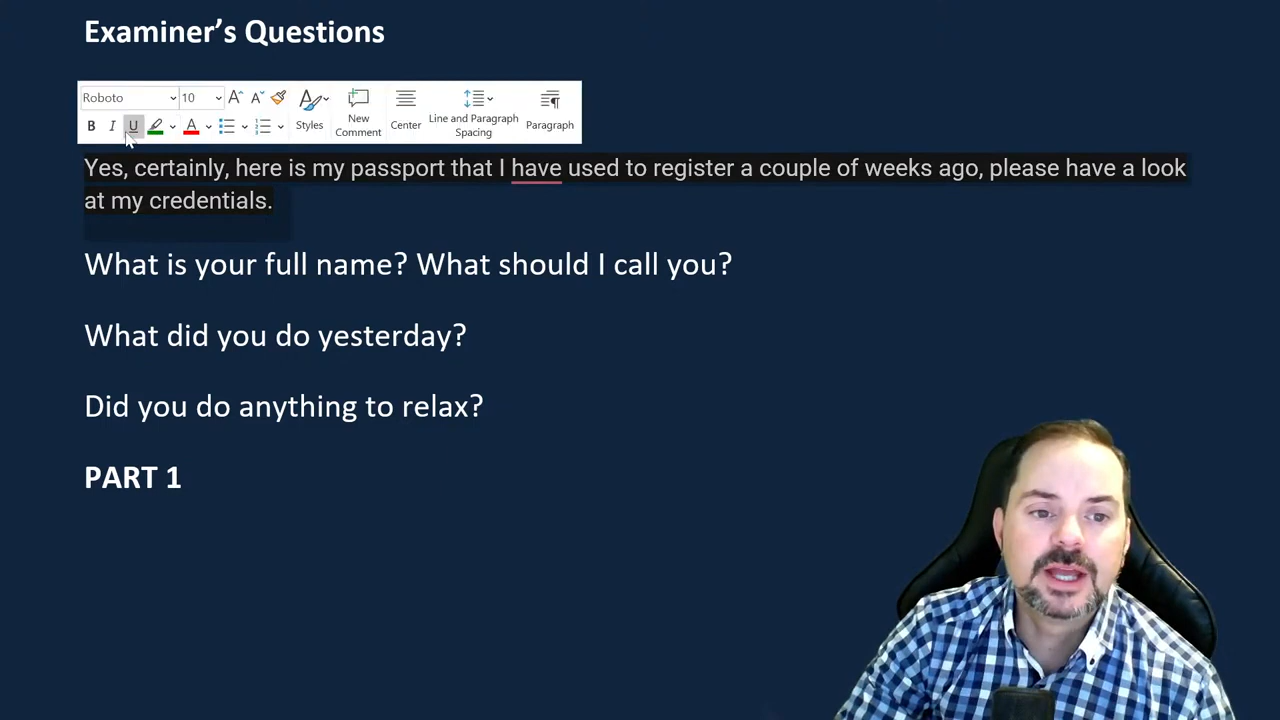 Examiner's Questions
Roboto 10 A A Styles New Comment Center Line and Paragraph Spacing Paragraph
B I U A
Yes, certainly, here is my passport that I have used to register a couple of weeks ago, please have a look
at my credentials.
What is your full name? What should I call you?
What did you do yesterday?
Did you do anything to relax?
PART 1